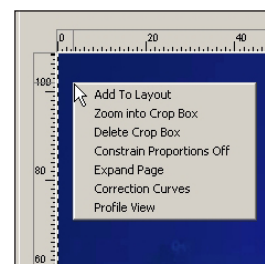 0 20 40
100
Add To Layout
Zoom into Crop Box
Delete Crop Box
Constrain Proportions Off
Expand Page
80
Correction Curves
Profile View
60